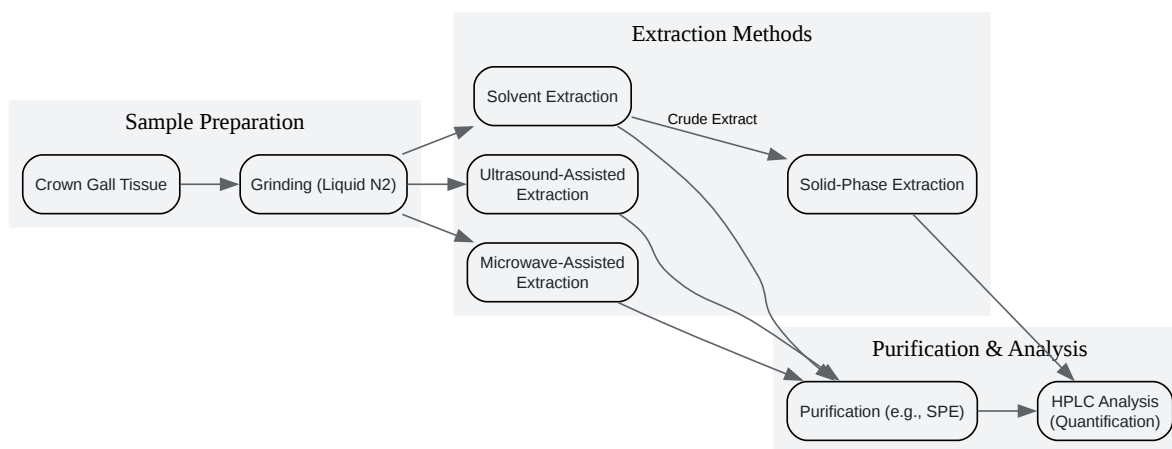 Extraction Methods
Solvent Extraction
Crude Extract
Sample Preparation
Crown Gall Tissue
Grinding (Liquid N2)
Ultrasound-Assisted
Extraction
Solid-Phase Extraction
Microwave-Assisted
Extraction
Purification & Analysis
Purification (e.g., SPE)
HPLC Analysis
(Quantification)